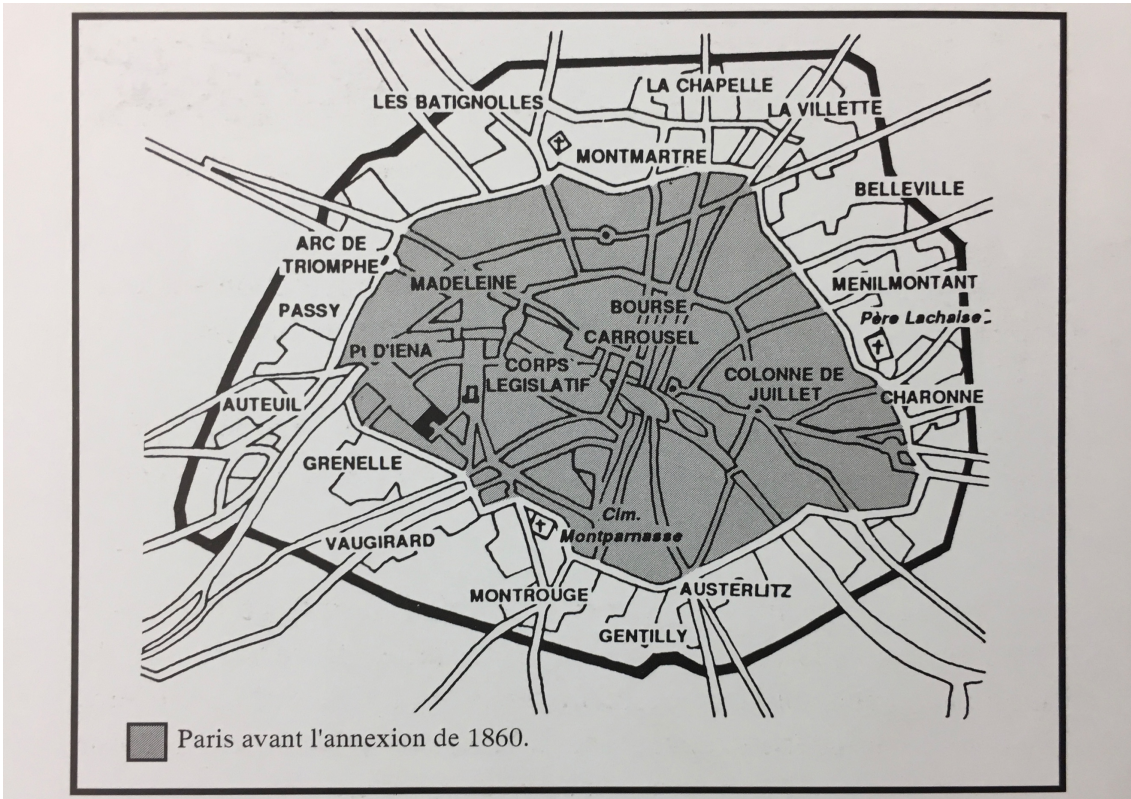 LA CHAPELLE
LES BATIGNOLLES
LA VILLETTE
MONTMARTRE
BELLEVILLE
ARC DE
TRIOMPHE
MADELEINE
MENILMONTANT
PASSY
BOURSE
Père Lachaise
CARROUSEL
Pt D'IENA
CORPS
LEGISLATIF
COLONNE DE
JUILLET
CHARONNE
AUTEUIL
GRENELLE
Cim.
Montparnasse
VAUGIRARD
MONTROUGE
AUSTERLITZ
GENTILLY
Paris avant l'annexion de 1860.